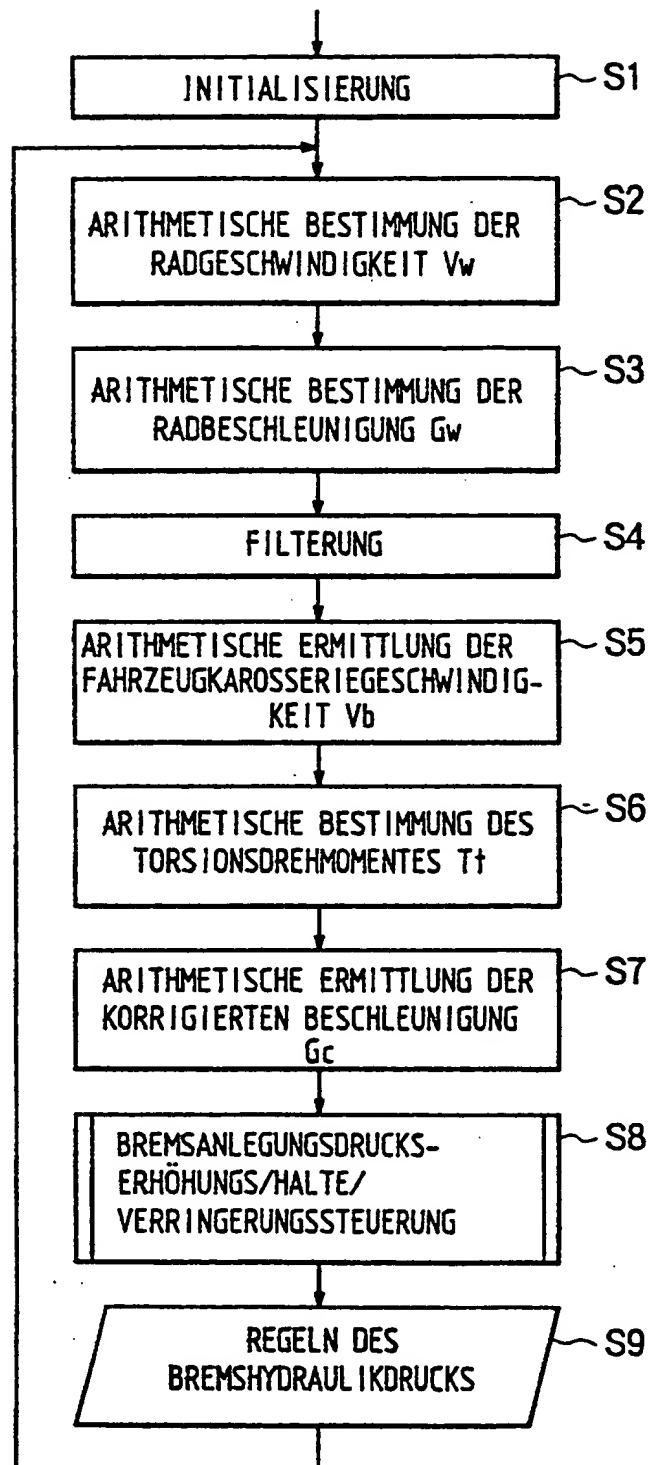 INITIALISIERUNG
S1
ARITHMETISCHE BESTIMMUNG DER
RADGESCHWINDIGKEIT Vw
S2
ARITHMETISCHE BESTIMMUNG DER
RADBESCHLEUNIGUNG Gw
S3
FILTERUNG
S4
ARITHMETISCHE ERMITTLUNG DER
FAHRZEUGKAROSSERIEGESCHWINDIG-
KEIT Vb
S5
ARITHMETISCHE BESTIMMUNG DES
TORSIONSDREHMOMENTES Tt
S6
ARITHMETISCHE ERMITTLUNG DER
KORRIGIERTEN BESCHLEUNIGUNG
Gc
S7
BREMSANLEGUNGSDRUCKS-
ERHÖHUNGS/HALTE/
VERRINGERUNGSSTEUERUNG
S8
REGELN DES
BREMSHYDRAULIKDRUCKS
S9